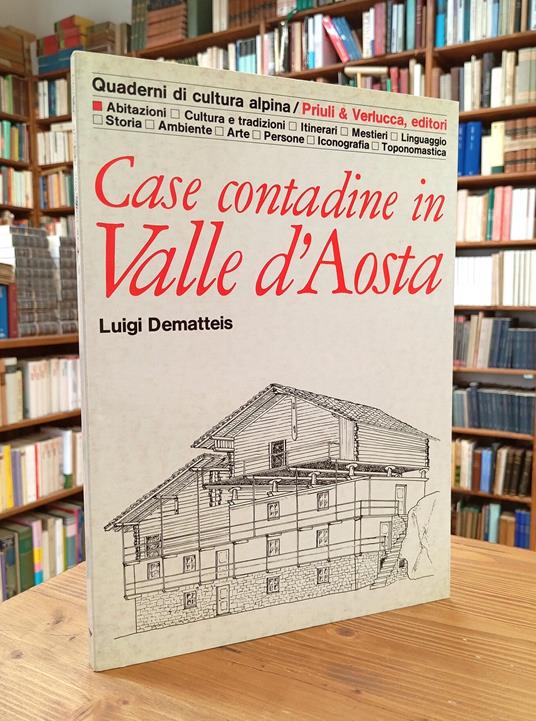 Quaderni di cultura alpina / Priuli & Verlucca, editori
■ Abitazioni □ Cultura e tradizioni □ Itinerari □ Mestieri □ Linguaggio
□ Storia □ Ambiente □ Arte □ Persone □ Iconografia □ Toponomastica
Case contadine in
Valle d'Aosta
Luigi Dematteis